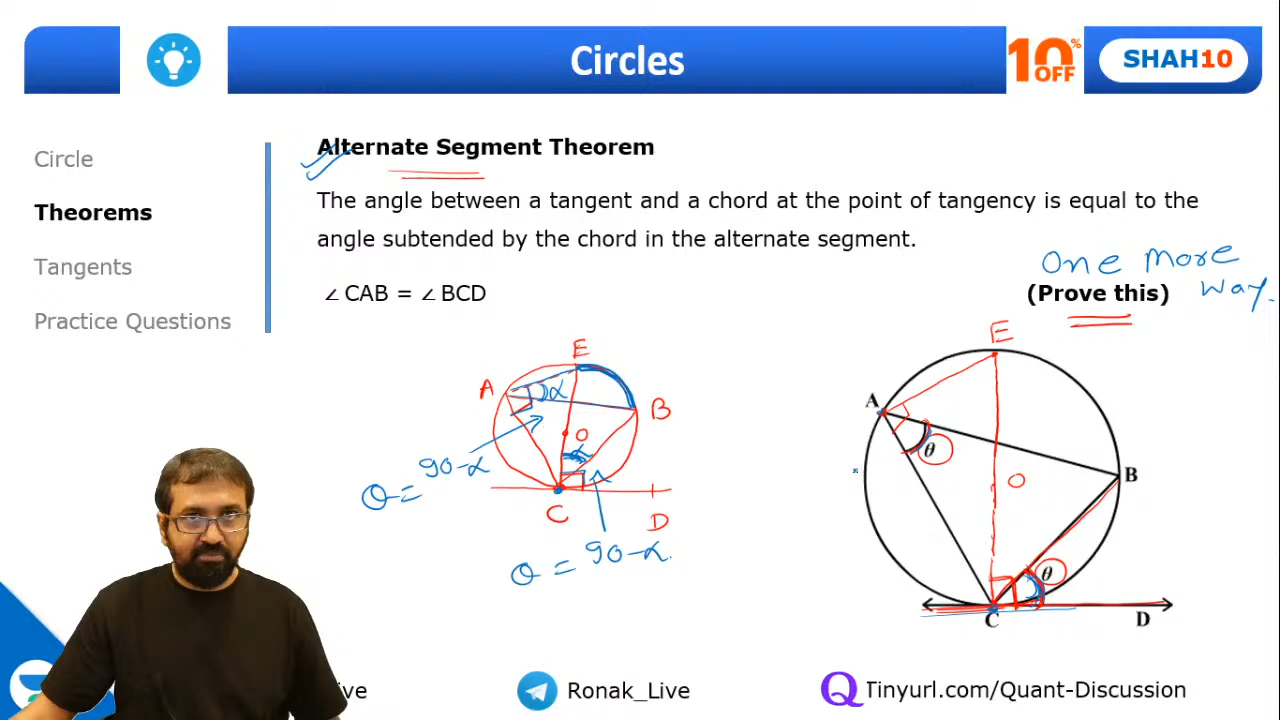 Circles
10% OFF
SHAH10
Circle
Theorems
Tangents
Practice Questions
Alternate Segment Theorem
The angle between a tangent and a chord at the point of tangency is equal to the
angle subtended by the chord in the alternate segment.
∠ CAB = ∠ BCD
One more
way.
(Prove this)
E
A
α
B
O
α
90-α
θ =
C
D
θ = 90-α.
E
A
θ
B
O
θ
C
D
ive
Ronak_Live
Q
Tinyurl.com/Quant-Discussion